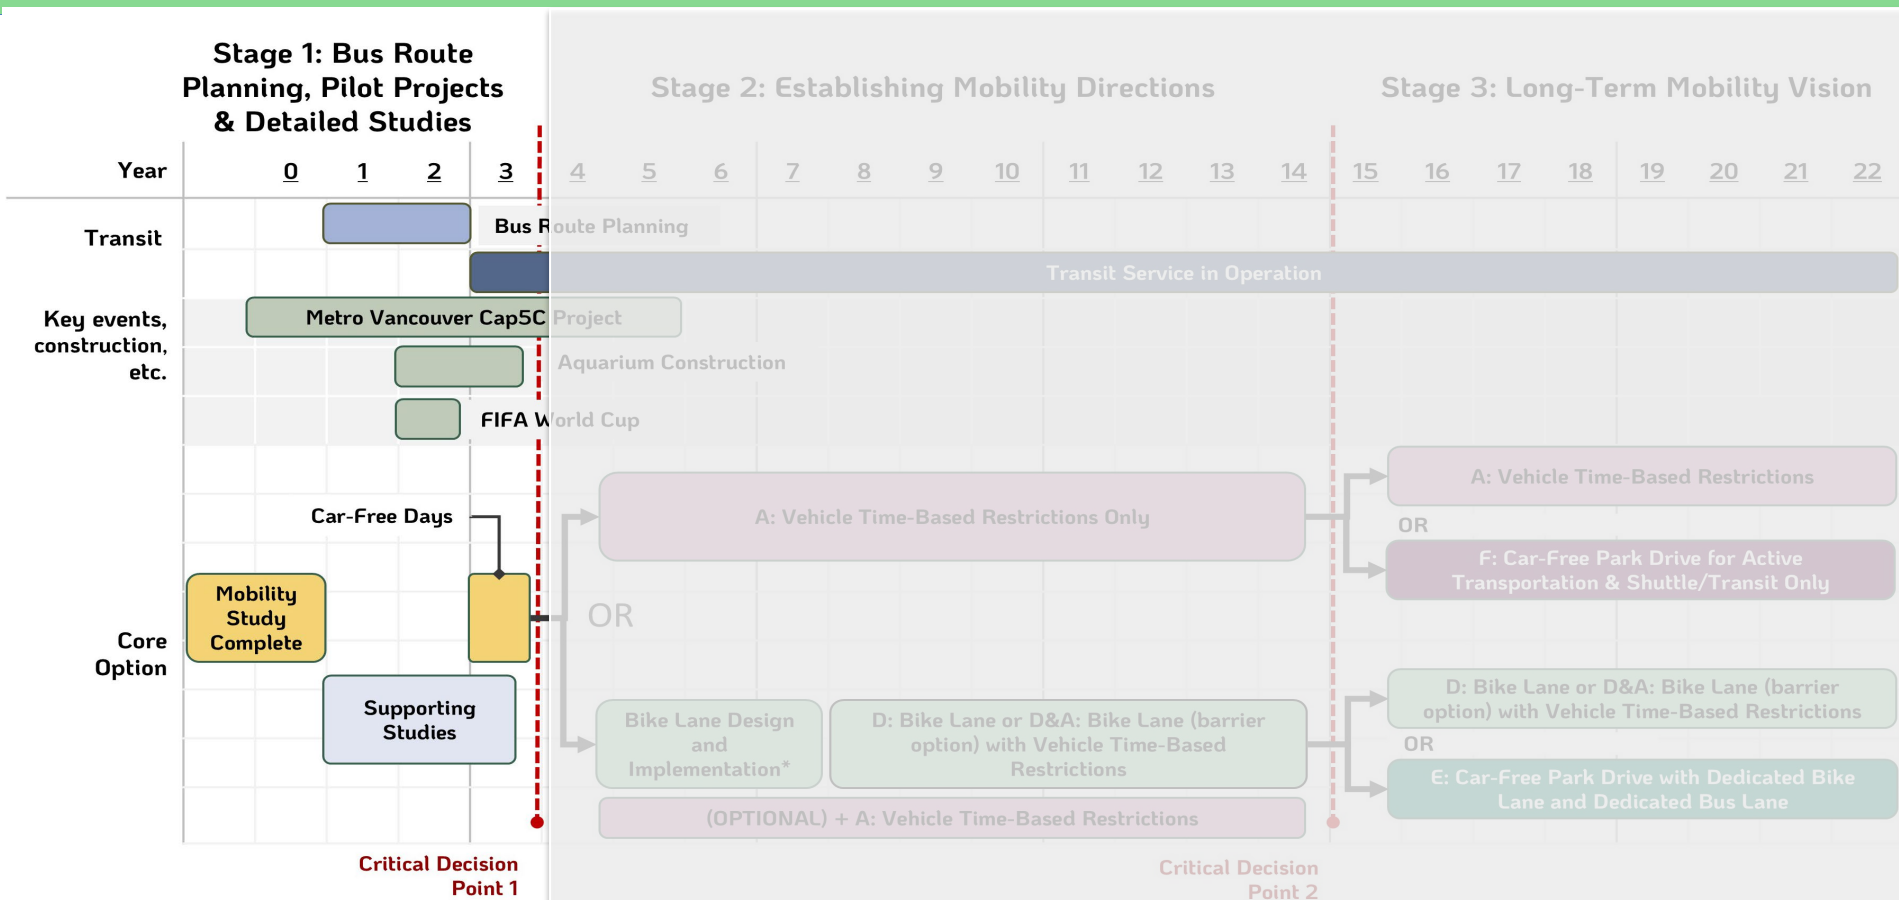 Stage 1: Bus Route
Planning, Pilot Projects
& Detailed Studies
Stage 2: Establishing Mobility Directions
Stage 3: Long-Term Mobility Vision
Year
0 1 2 3 4 5 6 7 8 9 10 11 12 13 14 15 16 17 18 19 20 21 22
Transit
Bus Route Planning
Transit Service in Operation
Key events,
construction,
etc.
Metro Vancouver Cap5C Project
Aquarium Construction
FIFA World Cup
Core
Option
Car-Free Days
Mobility
Study
Complete
Supporting
Studies
OR
A: Vehicle Time-Based Restrictions Only
Bike Lane Design
and
Implementation*
D: Bike Lane or D&A: Bike Lane (barrier
option) with Vehicle Time-Based
Restrictions
(OPTIONAL) + A: Vehicle Time-Based Restrictions
A: Vehicle Time-Based Restrictions
OR
F: Car-Free Park Drive for Active
Transportation & Shuttle/Transit Only
D: Bike Lane or D&A: Bike Lane (barrier
option) with Vehicle Time-Based Restrictions
OR
E: Car-Free Park Drive with Dedicated Bike
Lane and Dedicated Bus Lane
Critical Decision
Point 1
Critical Decision
Point 2